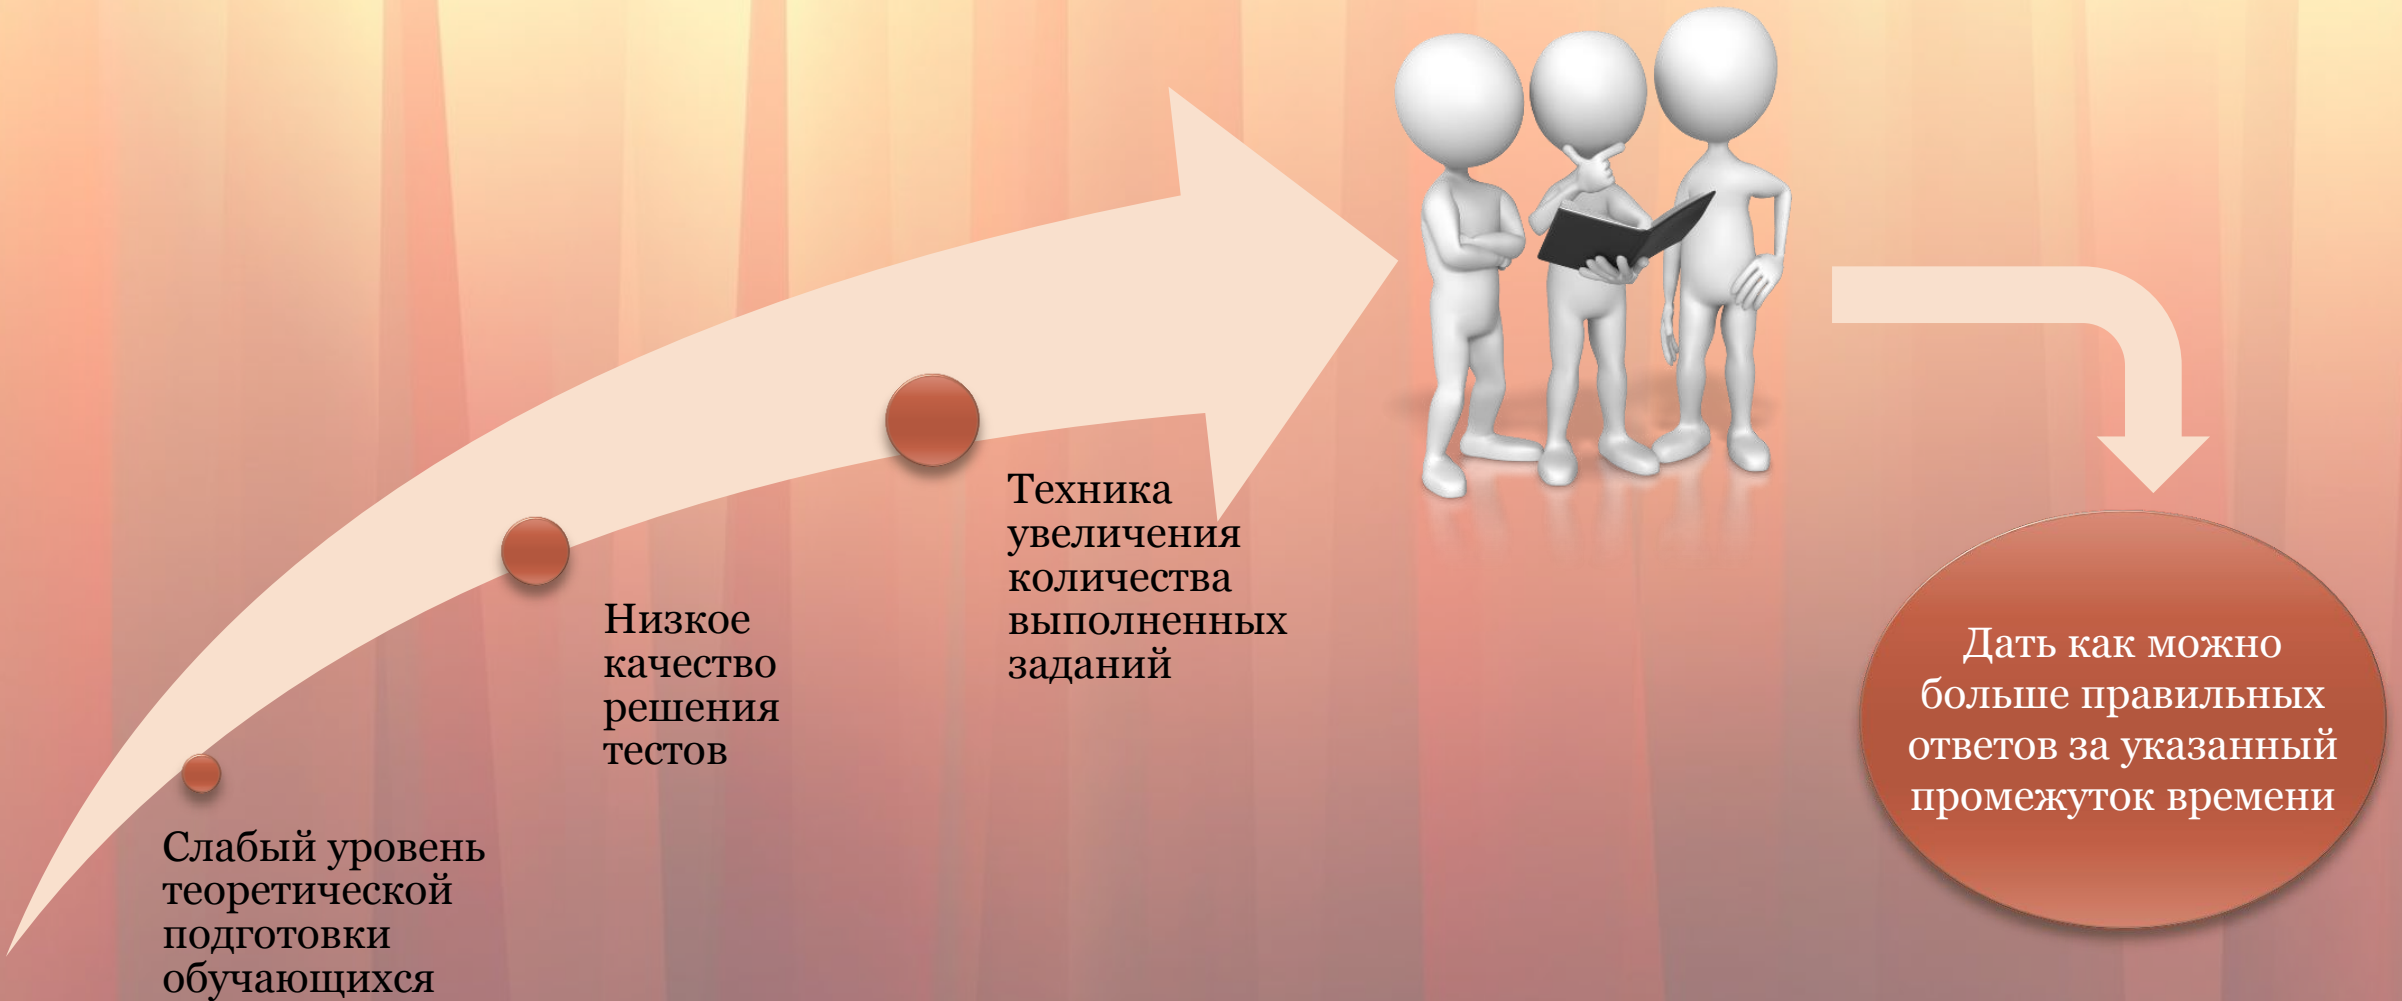 Слабый уровень
теоретической
подготовки
обучающихся
Низкое
качество
решения
тестов
Техника
увеличения
количества
выполненных
заданий
Дать как можно
больше правильных
ответов за указанный
промежуток времени